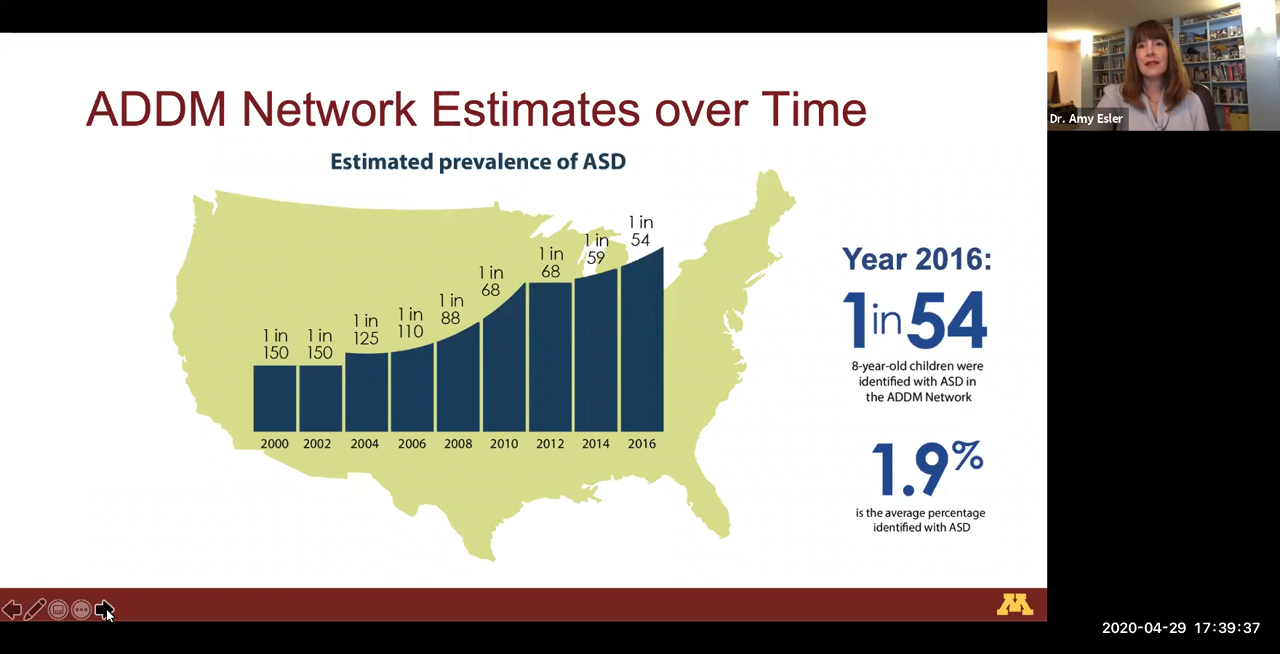 ADDM Network Estimates over Time
Estimated prevalence of ASD
1 in
150
1 in
150
1 in
125
1 in
110
1 in
88
1 in
68
1 in
68
1 in
59
1 in
54
2000 2002 2004 2006 2008 2010 2012 2014 2016
Year 2016:
1 in 54
8-year-old children were
identified with ASD in
the ADDM Network
1.9%
is the average percentage
identified with ASD
M
Dr. Amy Esler
2020-04-29 17:39:37